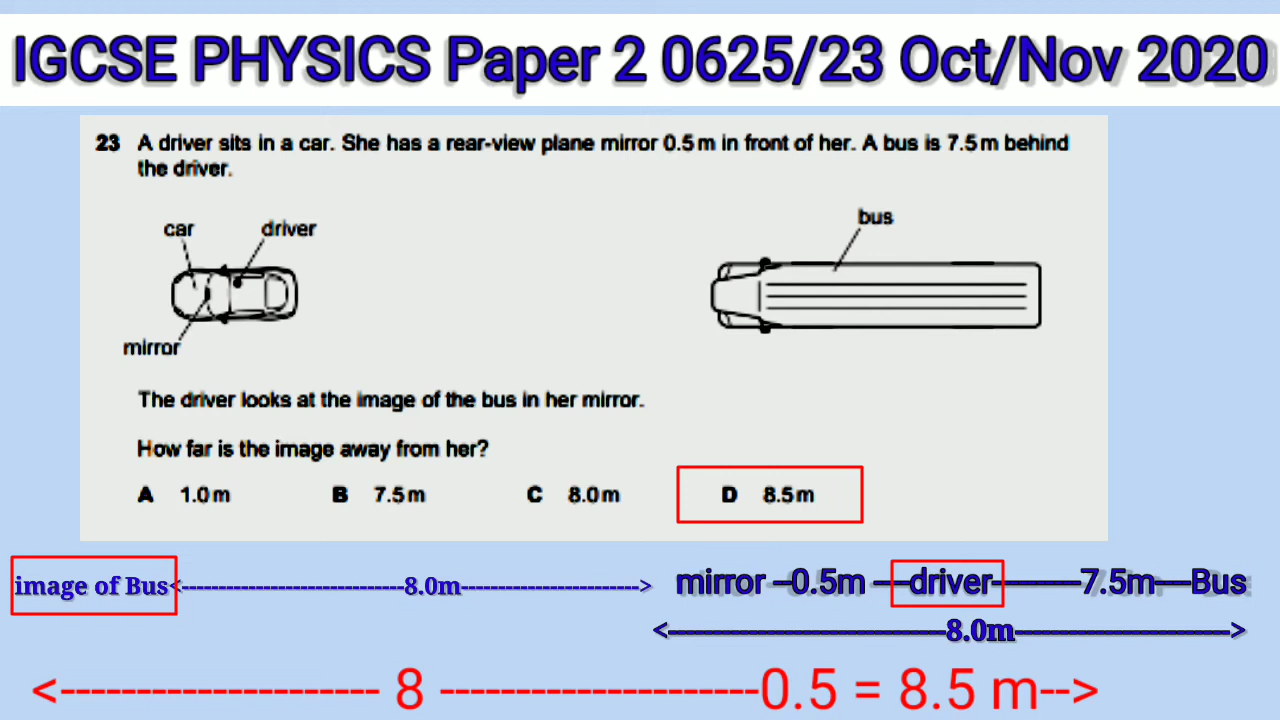 IGCSE PHYSICS Paper 2 0625/23 Oct/Nov 2020
23 A driver sits in a car. She has a rear-view plane mirror 0.5 m in front of her. A bus is 7.5 m behind
the driver.
bus
car driver
mirror
The driver looks at the image of the bus in her mirror.
How far is the image away from her?
A 1.0 m B 7.5 m C 8.0 m D 8.5 m
image of Bus<------------------------------8.0m------------------------> mirror --0.5m ----driver----------7.5m----Bus
<------------------------------8.0m------------------------------>
<--------------------- 8 ---------------------0.5 = 8.5 m-->